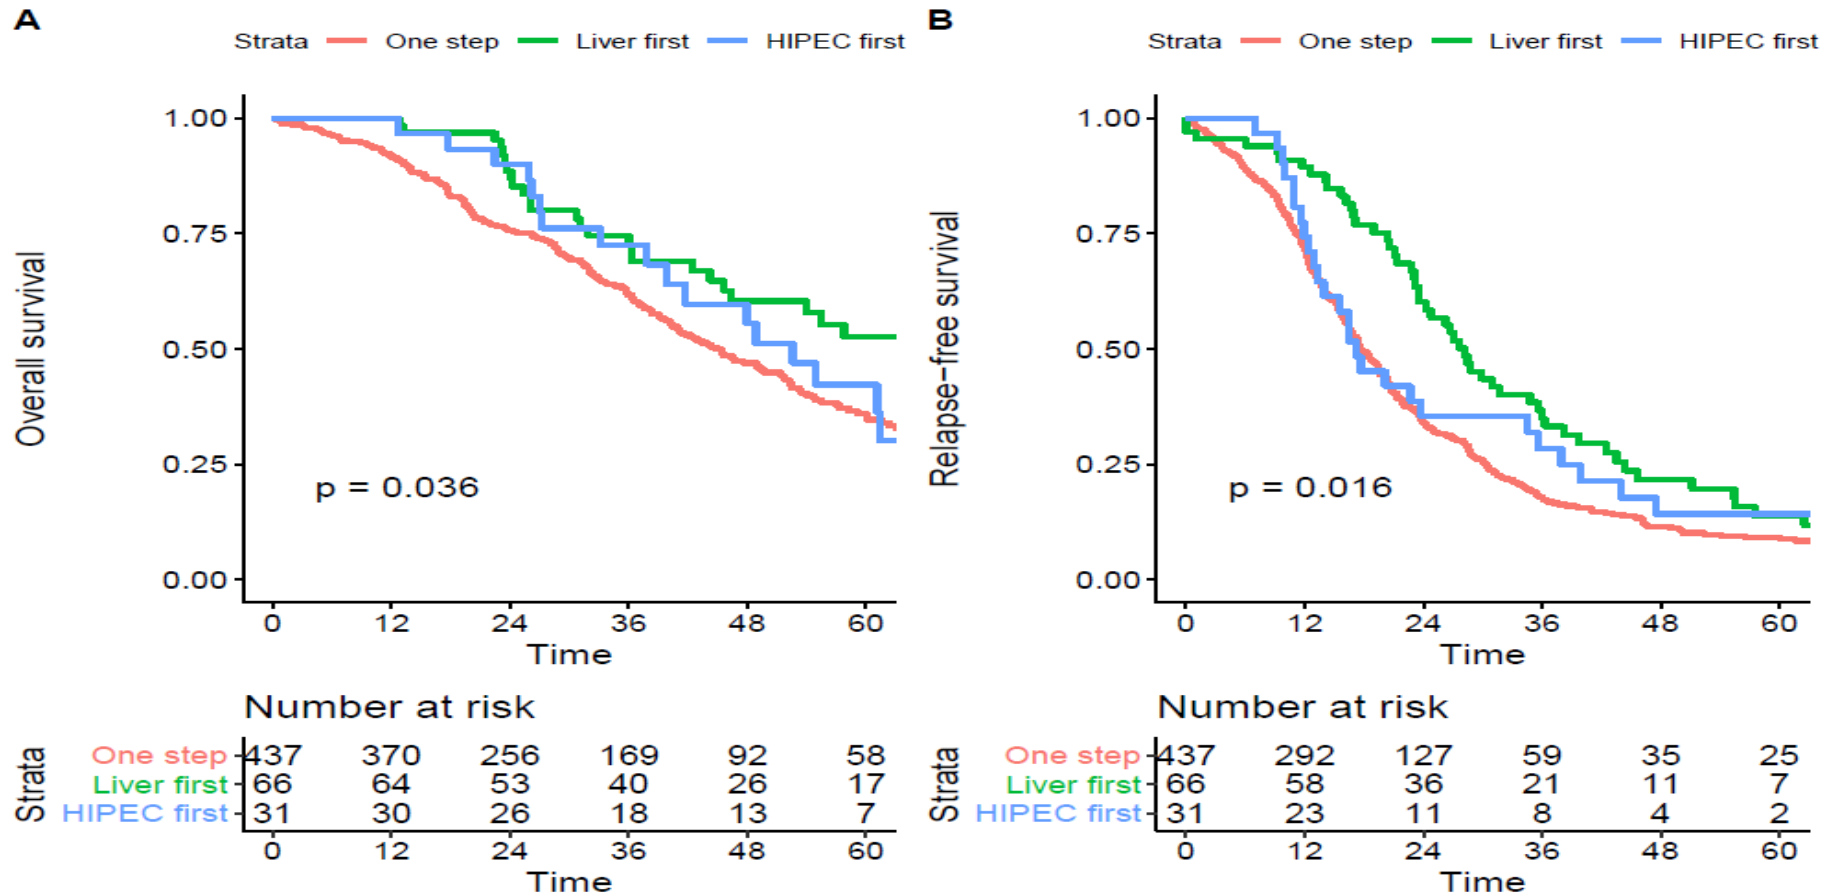 A
Strata One step Liver first HIPEC first
Overall survival
1.00
0.75
0.50
0.25
0.00
p = 0.036
0 12 24 36 48 60
Time
Number at risk
Strata
One step 437 370 256 169 92 58
Liver first 66 64 53 40 26 17
HIPEC first 31 30 26 18 13 7
0 12 24 36 48 60
Time
B
Strata One step Liver first HIPEC first
Relapse-free survival
1.00
0.75
0.50
0.25
0.00
p = 0.016
0 12 24 36 48 60
Time
Number at risk
Strata
One step 437 292 127 59 35 25
Liver first 66 58 36 21 11 7
HIPEC first 31 23 11 8 4 2
0 12 24 36 48 60
Time